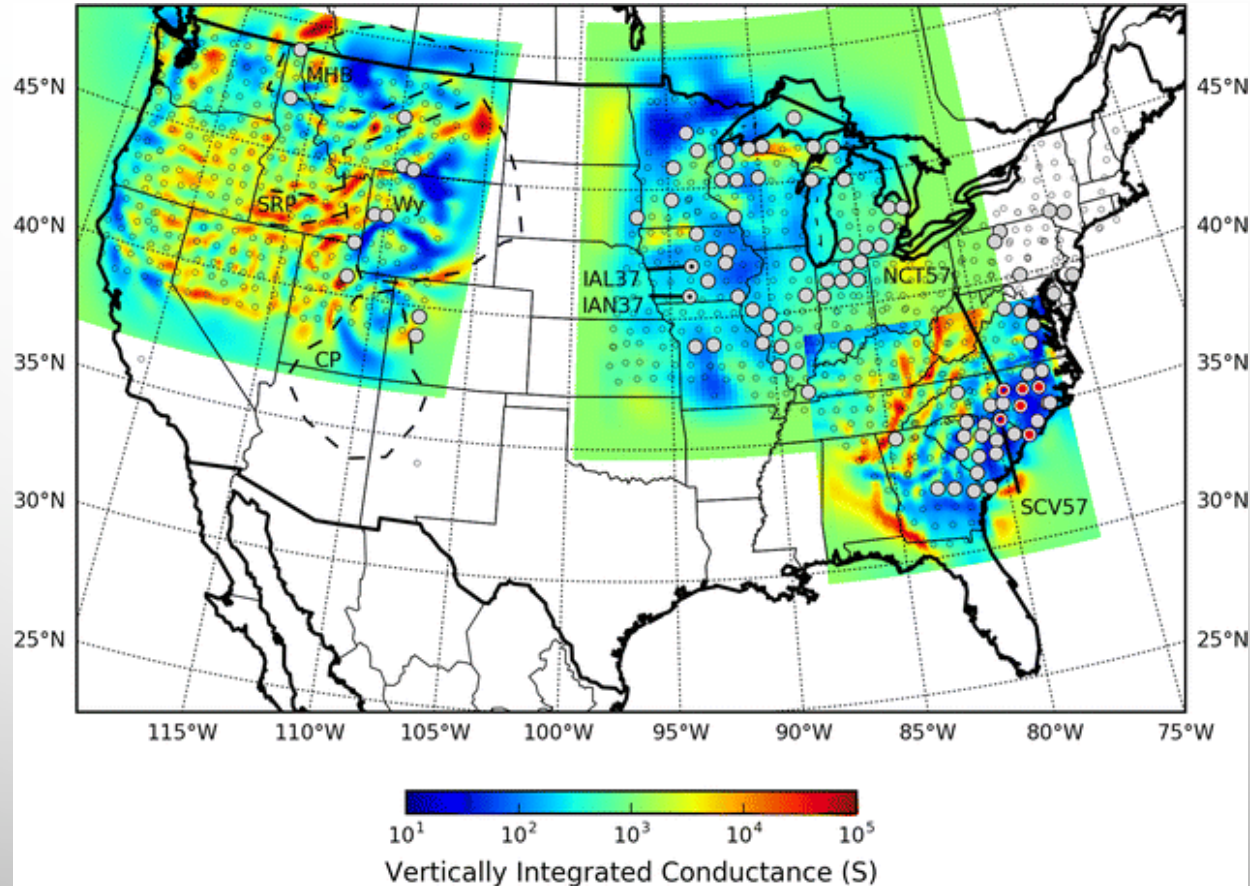 45°N
40°N
35°N
30°N
25°N
45°N
40°N
35°N
30°N
25°N
MHB
SRP
Wy
CP
IAL37
IAN37
NCT57
SCV57
115°W 110°W 105°W 100°W 95°W 90°W 85°W 80°W 75°W
10¹ 10² 10³ 10⁴ 10⁵
Vertically Integrated Conductance (S)